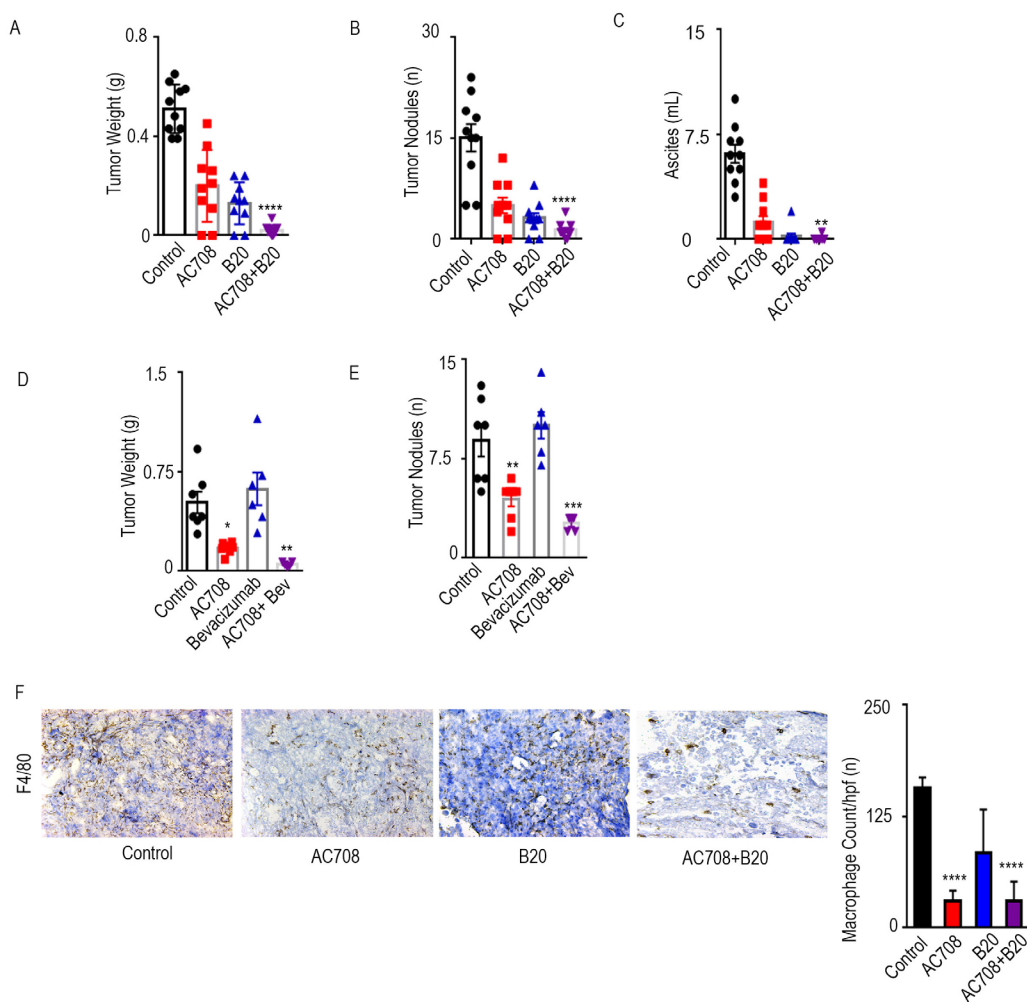 A
Tumor Weight (g)
0.8
0.4
0
****
Control
AC708
B20
AC708+B20
B
Tumor Nodules (n)
30
15
0
****
Control
AC708
B20
AC708+B20
C
Ascites (mL)
15
7.5
0
**
Control
AC708
B20
AC708+B20
D
Tumor Weight (g)
1.5
0.75
0
*
**
Control
AC708
Bevacizumab
AC708+ Bev
E
Tumor Nodules (n)
15
7.5
0
**
***
Control
AC708
Bevacizumab
AC708+Bev
F
F4/80
Control
AC708
B20
AC708+B20
Macrophage Count/hpf (n)
250
125
0
****
****
Control
AC708
B20
AC708+B20